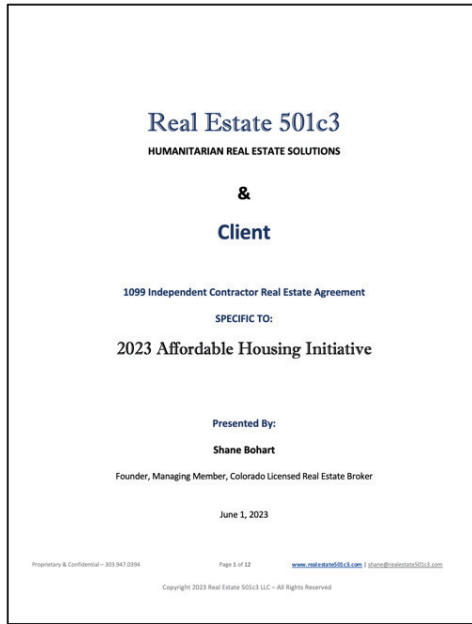 Real Estate 501c3
HUMANITARIAN REAL ESTATE SOLUTIONS
&
Client
1099 Independent Contractor Real Estate Agreement
SPECIFIC TO:
2023 Affordable Housing Initiative
Presented By:
Shane Bohart
Founder, Managing Member, Colorado Licensed Real Estate Broker
June 1, 2023
Proprietary & Confidential – 303.947.0394 Page 1 of 12 www.realestate501c3.com | shane@realestate501c3.com
Copyright 2023 Real Estate 501c3 LLC – All Rights Reserved